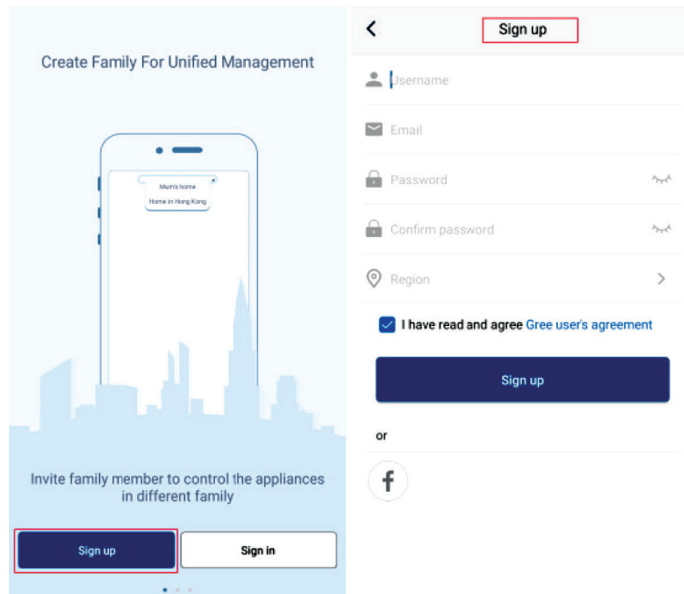 Create Family For Unified Management
Mum's home
Home in Hong Kong
Invite family member to control the appliances
in different family
Sign up
Sign in
Sign up
Username
Email
Password
Confirm password
Region
I have read and agree Gree user's agreement
Sign up
or
f